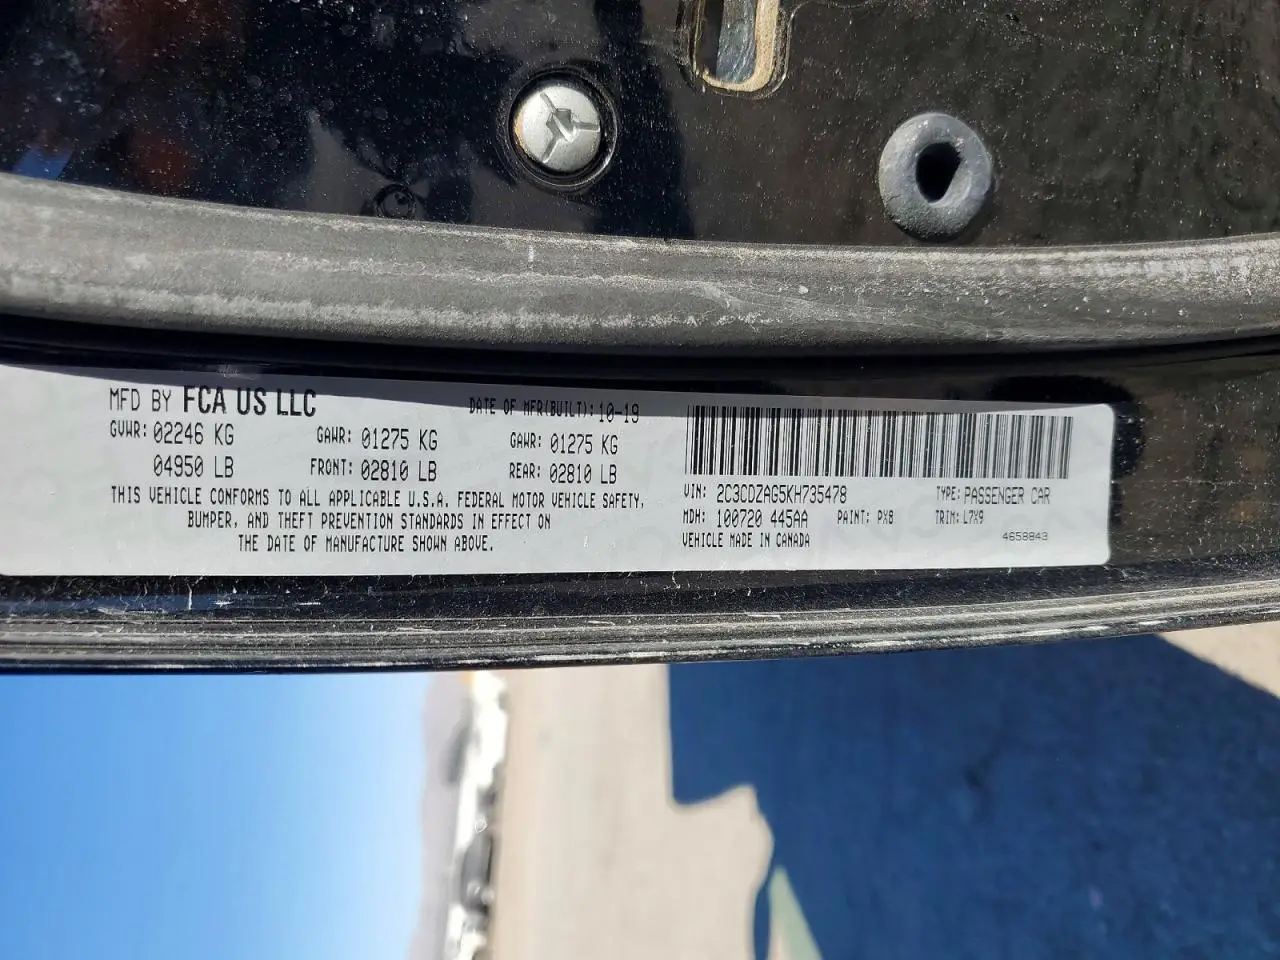 MFD BY FCA US LLC DATE OF MFR(BUILT): 10-19
GVWR: 02246 KG GAWR: 01275 KG GAWR: 01275 KG
04950 LB FRONT: 02810 LB REAR: 02810 LB
THIS VEHICLE CONFORMS TO ALL APPLICABLE U.S.A. FEDERAL MOTOR VEHICLE SAFETY,
BUMPER, AND THEFT PREVENTION STANDARDS IN EFFECT ON
THE DATE OF MANUFACTURE SHOWN ABOVE.
VIN: 2C3CDZAG5KH735478 TYPE: PASSENGER CAR
MDH: 100720 445AA PAINT: PX8 TRIM: L7X9
VEHICLE MADE IN CANADA 4658843